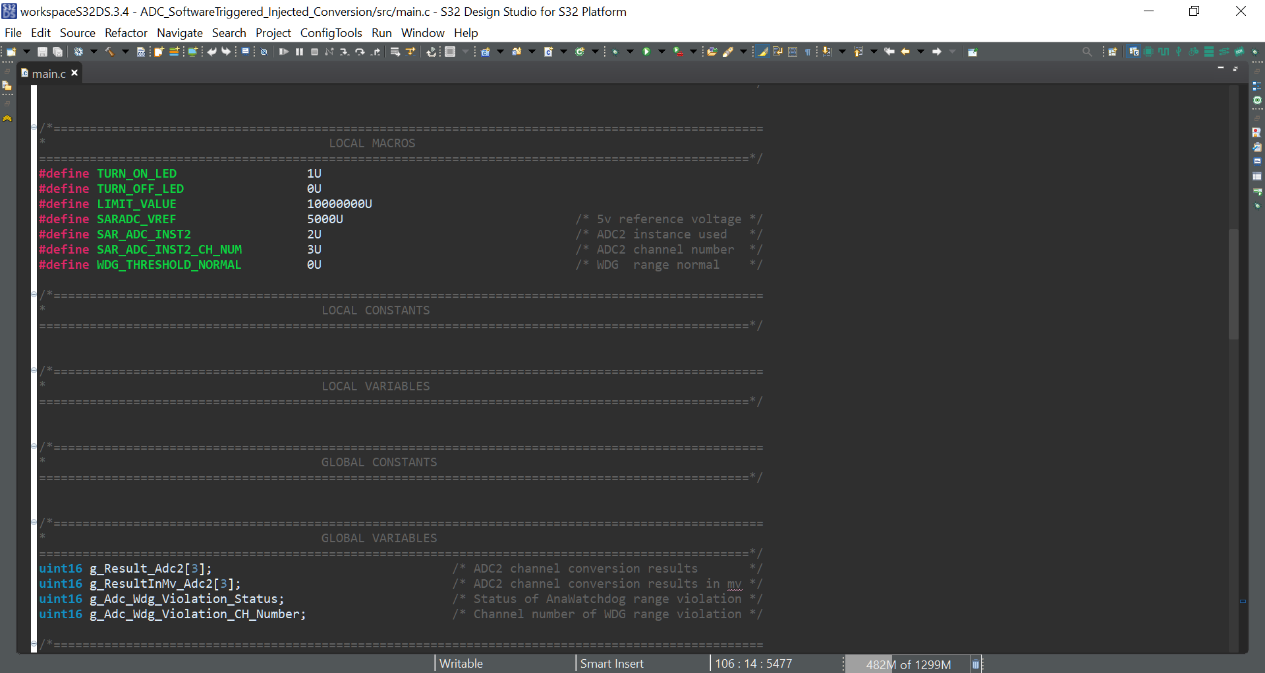 workspaceS32DS.3.4 - ADC_SoftwareTriggered_Injected_Conversion/src/main.c - S32 Design Studio for S32 Platform
File Edit Source Refactor Navigate Search Project ConfigTools Run Window Help
main.c
/*==================================================================================================
* LOCAL MACROS
==================================================================================================*/
#define TURN_ON_LED 1U
#define TURN_OFF_LED 0U
#define LIMIT_VALUE 10000000U
#define SARADC_VREF 5000U /* 5v reference voltage */
#define SAR_ADC_INST2 2U /* ADC2 instance used */
#define SAR_ADC_INST2_CH_NUM 3U /* ADC2 channel number */
#define WDG_THRESHOLD_NORMAL 0U /* WDG range normal */
/*==================================================================================================
* LOCAL CONSTANTS
==================================================================================================*/
/*==================================================================================================
* LOCAL VARIABLES
==================================================================================================*/
/*==================================================================================================
* GLOBAL CONSTANTS
==================================================================================================*/
/*==================================================================================================
* GLOBAL VARIABLES
==================================================================================================*/
uint16 g_Result_Adc2[3]; /* ADC2 channel conversion results */
uint16 g_ResultInMv_Adc2[3]; /* ADC2 channel conversion results in mv */
uint16 g_Adc_Wdg_Violation_Status; /* Status of AnaWatchdog range violation */
uint16 g_Adc_Wdg_Violation_CH_Number; /* Channel number of WDG range violation */
/*==================================================================================================
Writable Smart Insert 106 : 14 : 5477 482M of 1299M